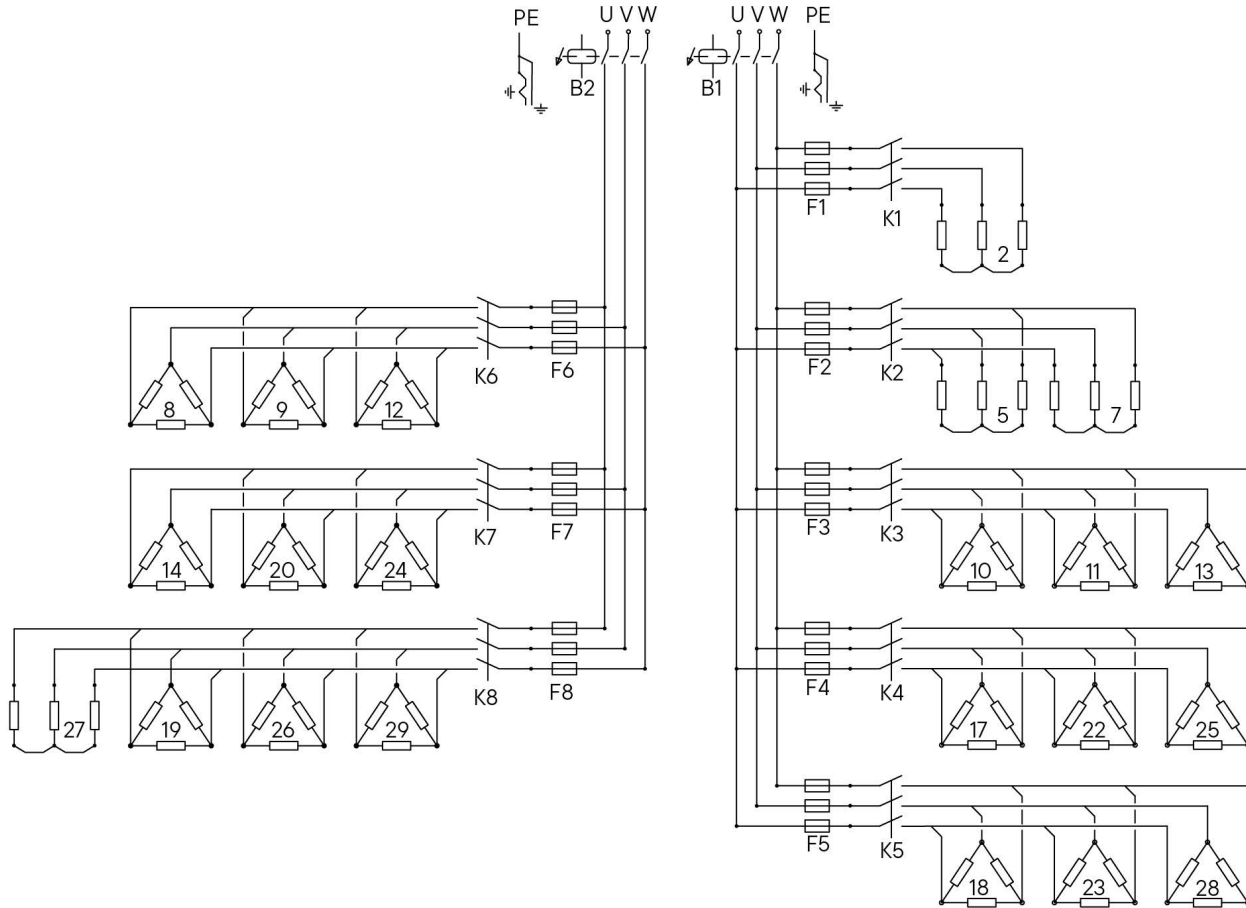 PE U V W U V W PE
B2 B1
F1 K1
2
K6 F6 F2 K2
8 9 12 5 7
K7 F7 F3 K3
14 20 24 10 11 13
K8 F8 F4 K4
27 19 26 29 17 22 25
F5 K5
18 23 28